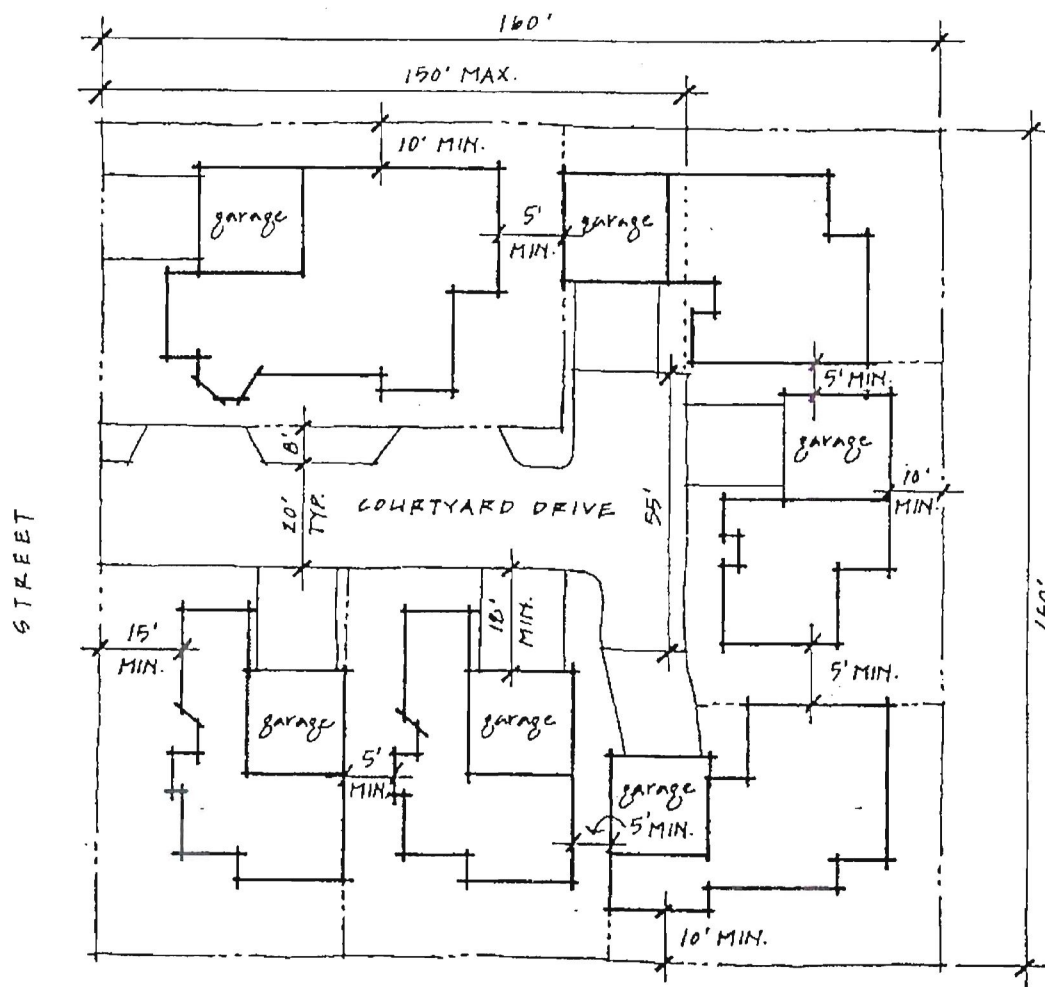 160'
150' MAX.
10' MIN.
garage
5'
MIN.
garage
5' MIN.
garage
10'
MIN.
8'
20'
TYP.
COURTYARD DRIVE
55'
STREET
160'
15'
MIN.
18'
MIN.
5' MIN.
garage
garage
5'
MIN.
garage
5' MIN.
10' MIN.